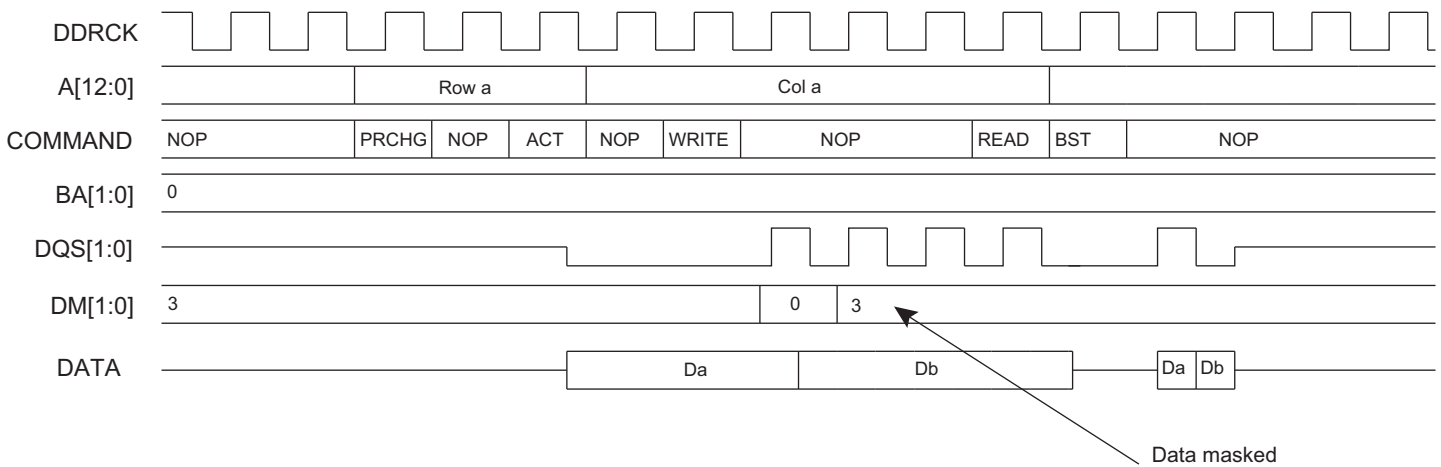 DDRCK
A[12:0] Row a Col a
COMMAND NOP PRCHG NOP ACT NOP WRITE NOP READ BST NOP
BA[1:0] 0
DQS[1:0]
DM[1:0] 3 0 3
DATA Da Db Da Db
Data masked